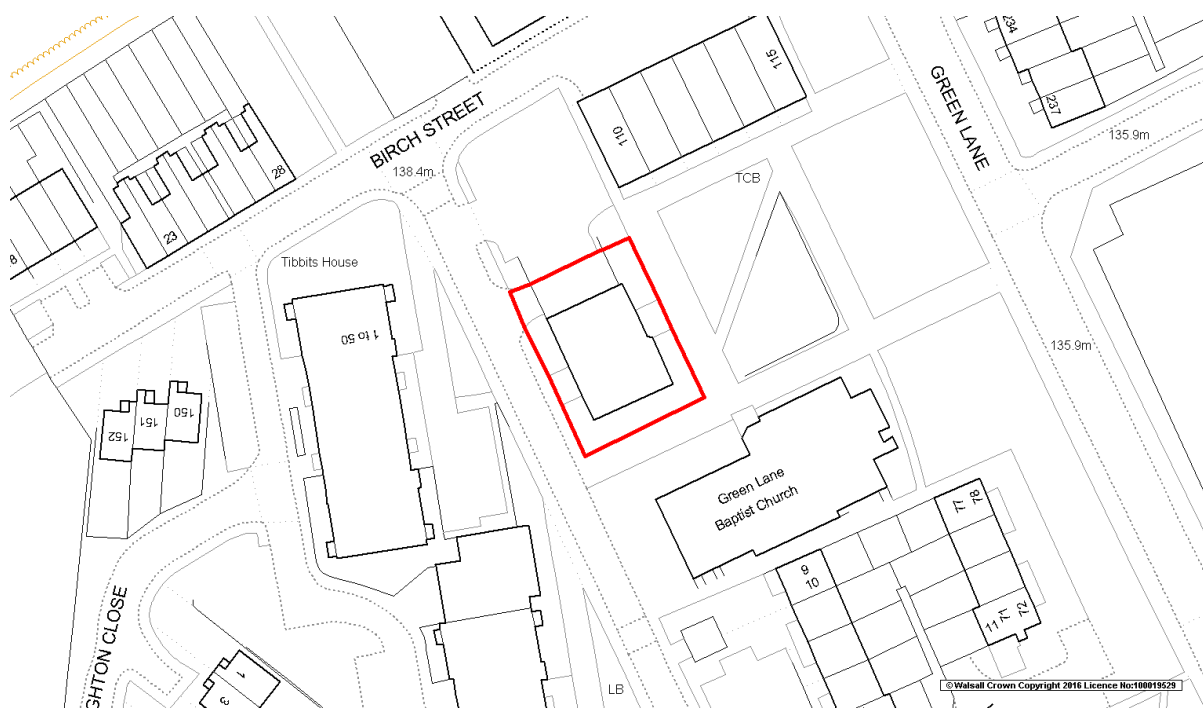 234
237
GREEN LANE
135.9m
115
110
BIRCH STREET
138.4m
TCB
28
23
8
Tibbits House
1 to 50
150
151
152
135.9m
Green Lane
Baptist Church
78
77
9
10
72
71
11
GHTON CLOSE
1
3
LB
© Walsall Crown Copyright 2016 Licence No:100019529